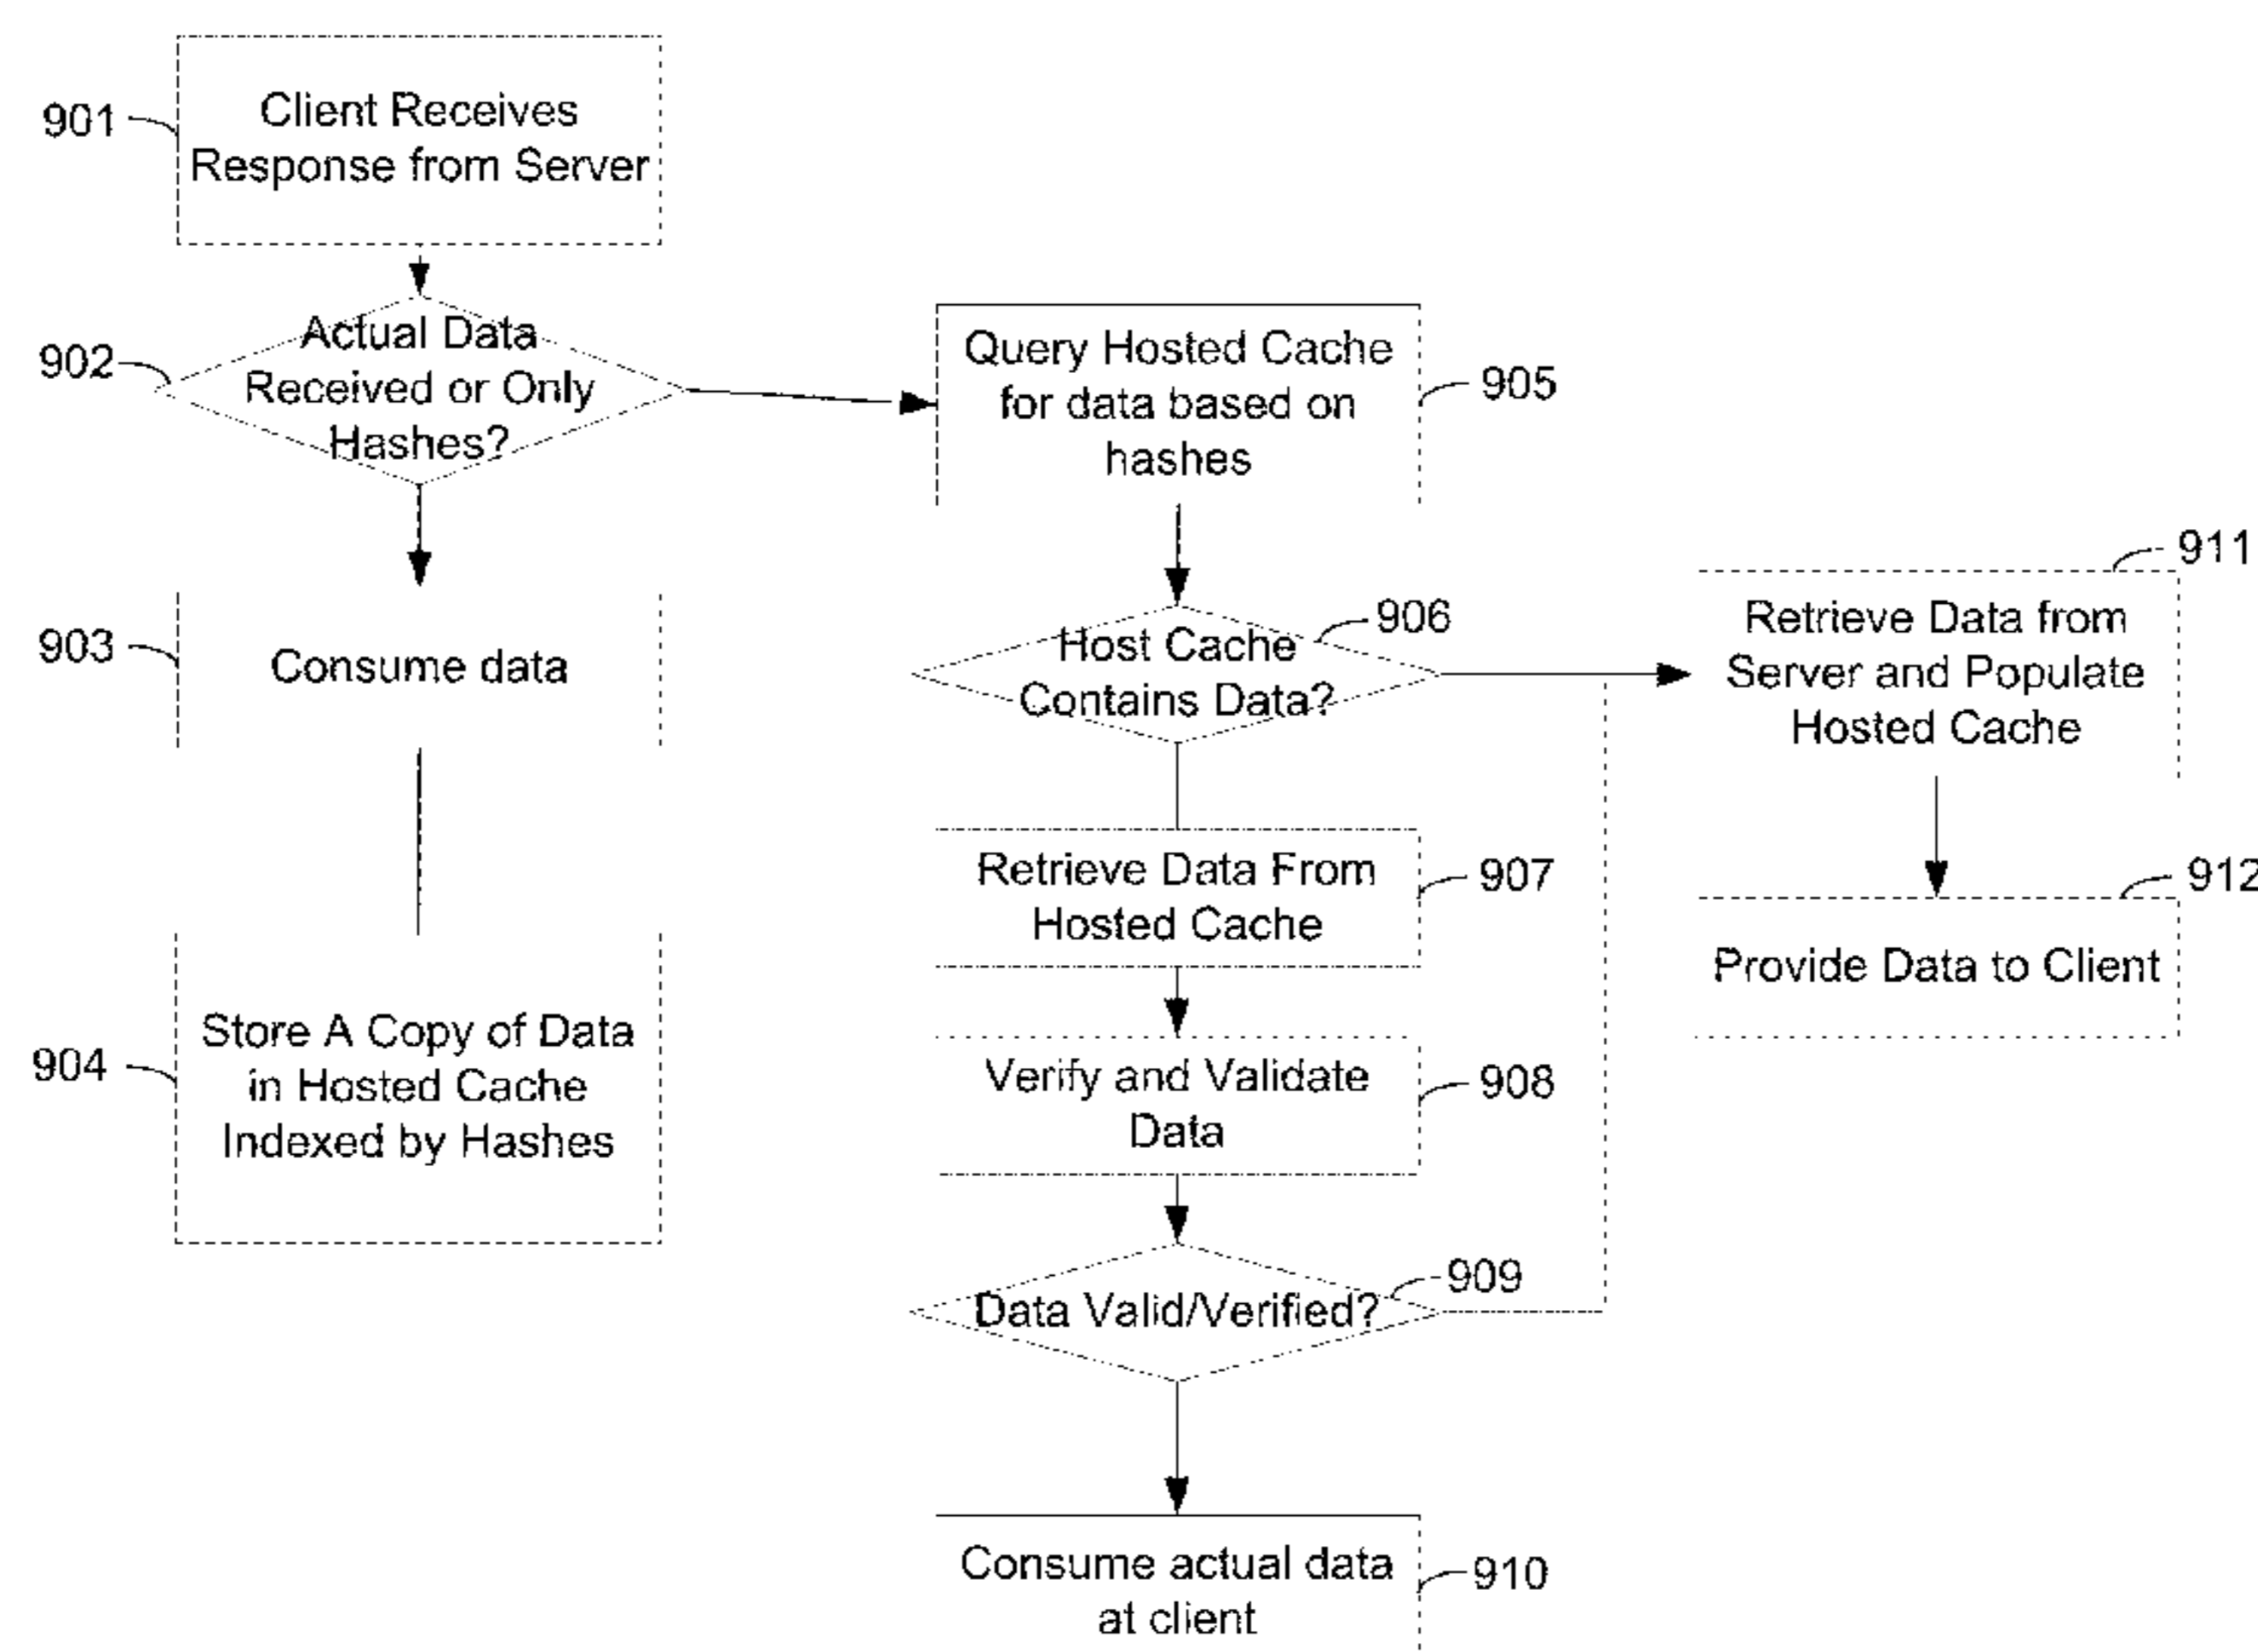 901
Client Receives
Response from Server
902
Actual Data
Received or Only
Hashes?
903
Consume data
904
Store A Copy of Data
in Hosted Cache
Indexed by Hashes
Query Hosted Cache
for data based on
hashes
905
906
Host Cache
Contains Data?
Retrieve Data From
Hosted Cache
907
Verify and Validate
Data
908
909
Data Valid/Verified?
Consume actual data
at client
910
911
Retrieve Data from
Server and Populate
Hosted Cache
912
Provide Data to Client